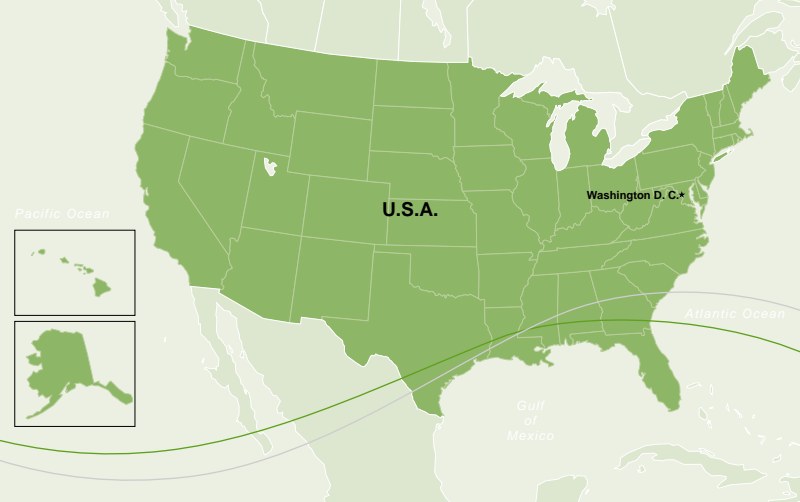 Washington D. C.
U.S.A.
Pacific Ocean
Atlantic Ocean
Gulf
of
Mexico